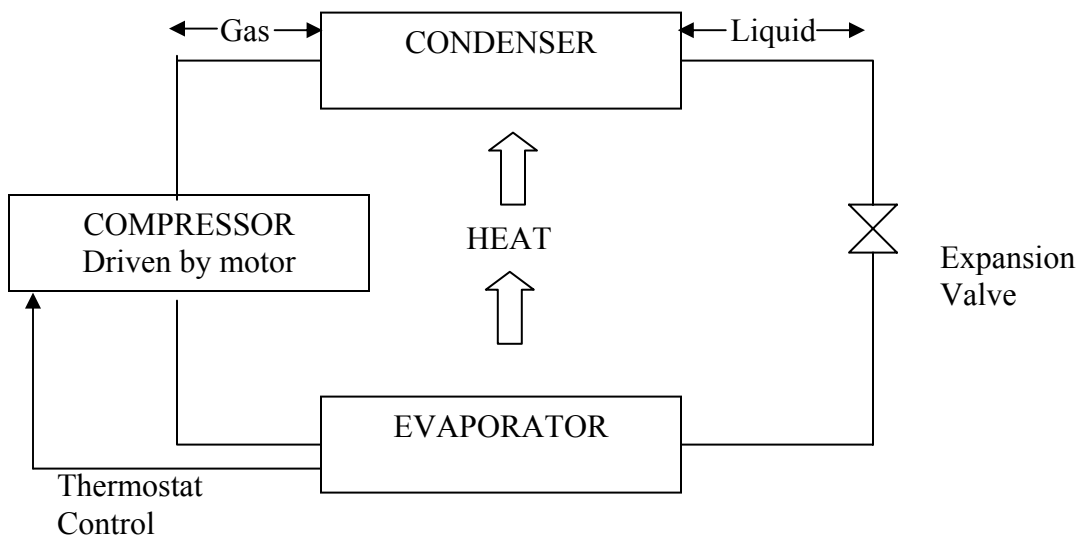 Gas
Liquid
CONDENSER
COMPRESSOR
Driven by motor
HEAT
Expansion
Valve
EVAPORATOR
Thermostat
Control